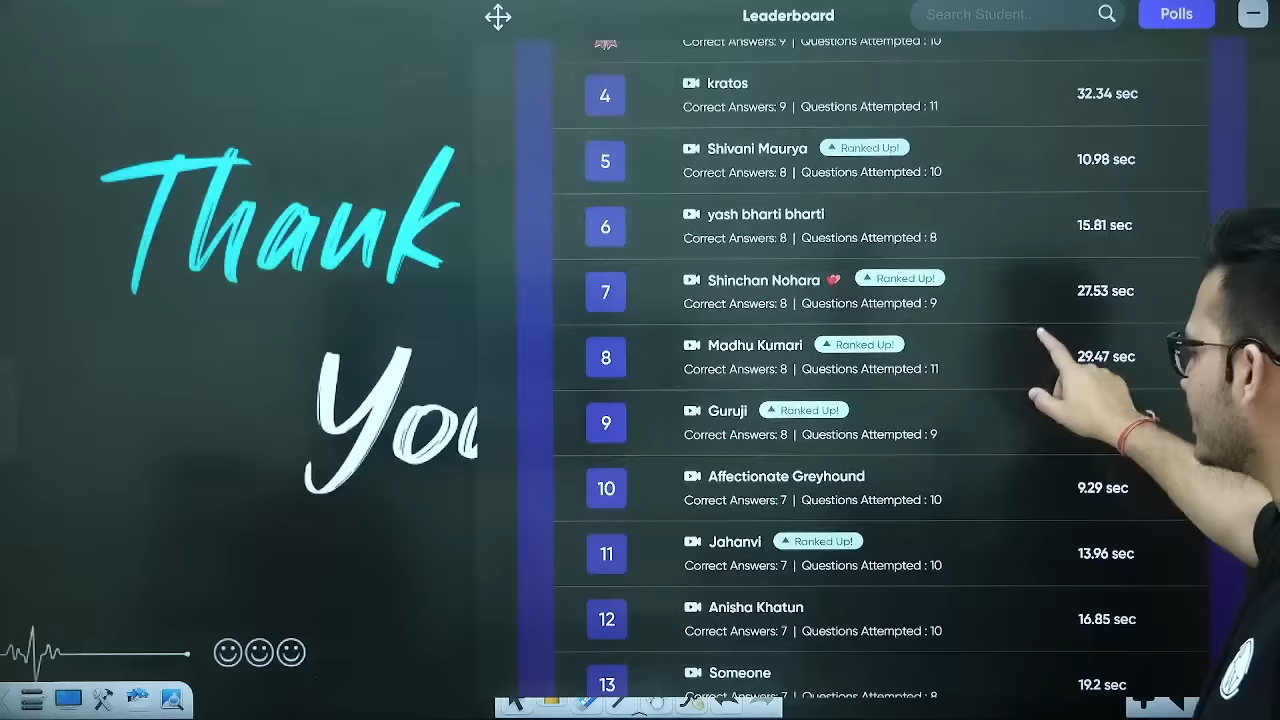 Thank
You
Leaderboard
Search Student..
Polls
Correct Answers: 9 | Questions Attempted : 10
4
kratos
Correct Answers: 9 | Questions Attempted : 11
32.34 sec
5
Shivani Maurya
Ranked Up!
Correct Answers: 8 | Questions Attempted : 10
10.98 sec
6
yash bharti bharti
Correct Answers: 8 | Questions Attempted : 8
15.81 sec
7
Shinchan Nohara 💔
Ranked Up!
Correct Answers: 8 | Questions Attempted : 9
27.53 sec
8
Madhu Kumari
Ranked Up!
Correct Answers: 8 | Questions Attempted : 11
29.47 sec
9
Guruji
Ranked Up!
Correct Answers: 8 | Questions Attempted : 9
10
Affectionate Greyhound
Correct Answers: 7 | Questions Attempted : 10
9.29 sec
11
Jahanvi
Ranked Up!
Correct Answers: 7 | Questions Attempted : 10
13.96 sec
12
Anisha Khatun
Correct Answers: 7 | Questions Attempted : 10
16.85 sec
13
Someone
Correct Answers: 7 | Questions Attempted : 8
19.2 sec